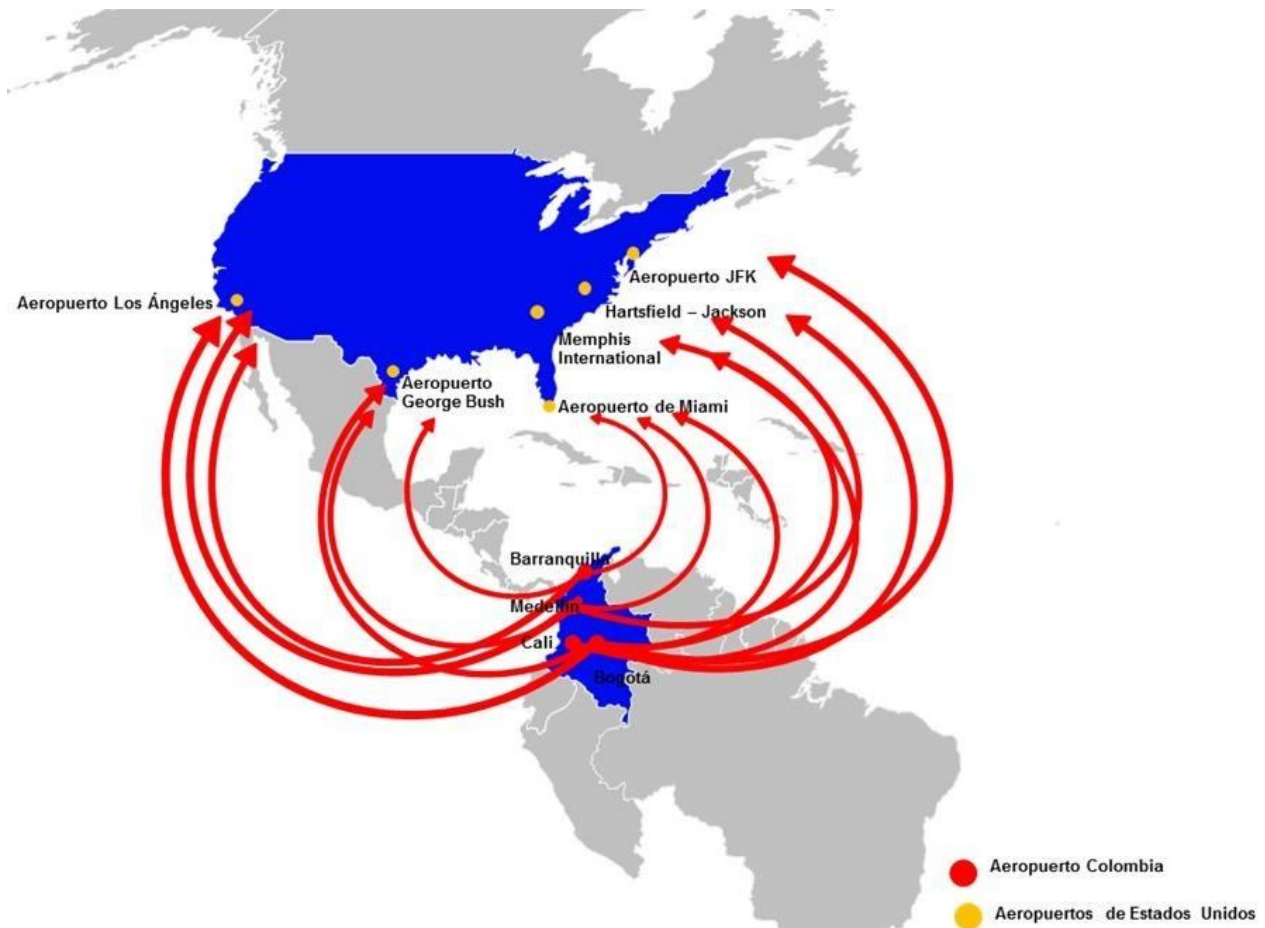 Aeropuerto JFK
Aeropuerto Los Ángeles
Hartsfield – Jackson
Memphis
International
Aeropuerto
George Bush
Aeropuerto de Miami
Barranquilla
Medellín
Cali
Bogotá
Aeropuerto Colombia
Aeropuertos de Estados Unidos